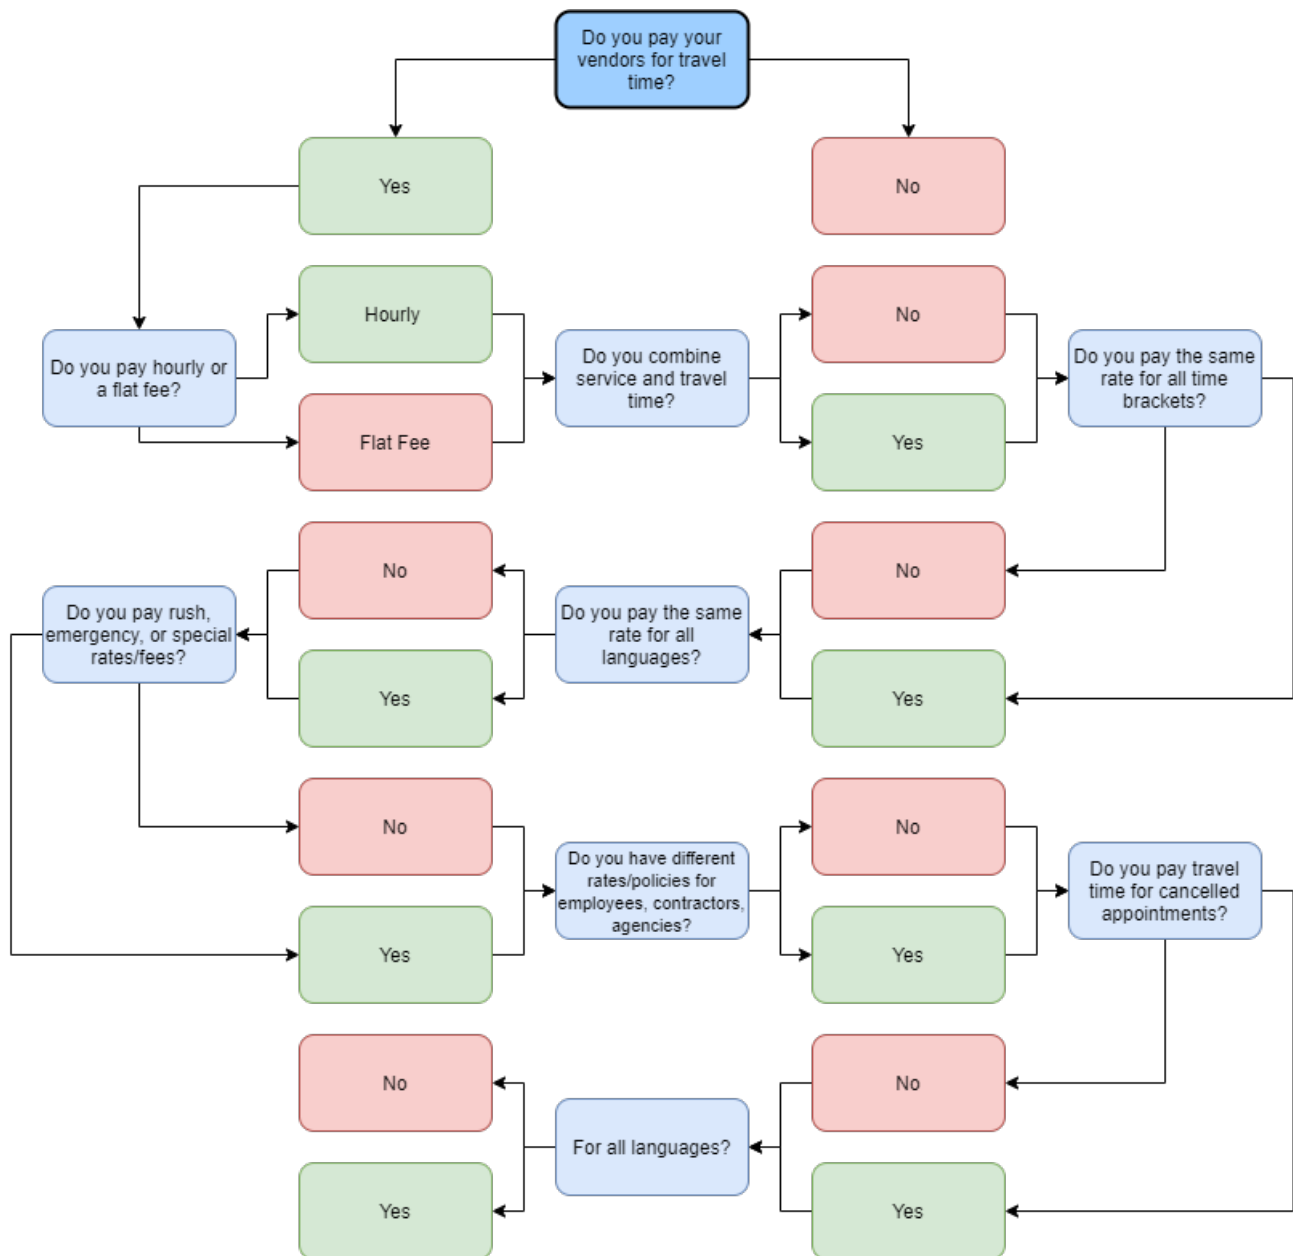 Do you pay your
vendors for travel
time?
Yes
No
Hourly
No
Do you pay hourly or
a flat fee?
Do you combine
service and travel
time?
Do you pay the same
rate for all time
brackets?
Flat Fee
Yes
No
No
Do you pay rush,
emergency, or special
rates/fees?
Do you pay the same
rate for all
languages?
Yes
Yes
No
No
Do you have different
rates/policies for
employees, contractors,
agencies?
Do you pay travel
time for cancelled
appointments?
Yes
Yes
No
No
For all languages?
Yes
Yes